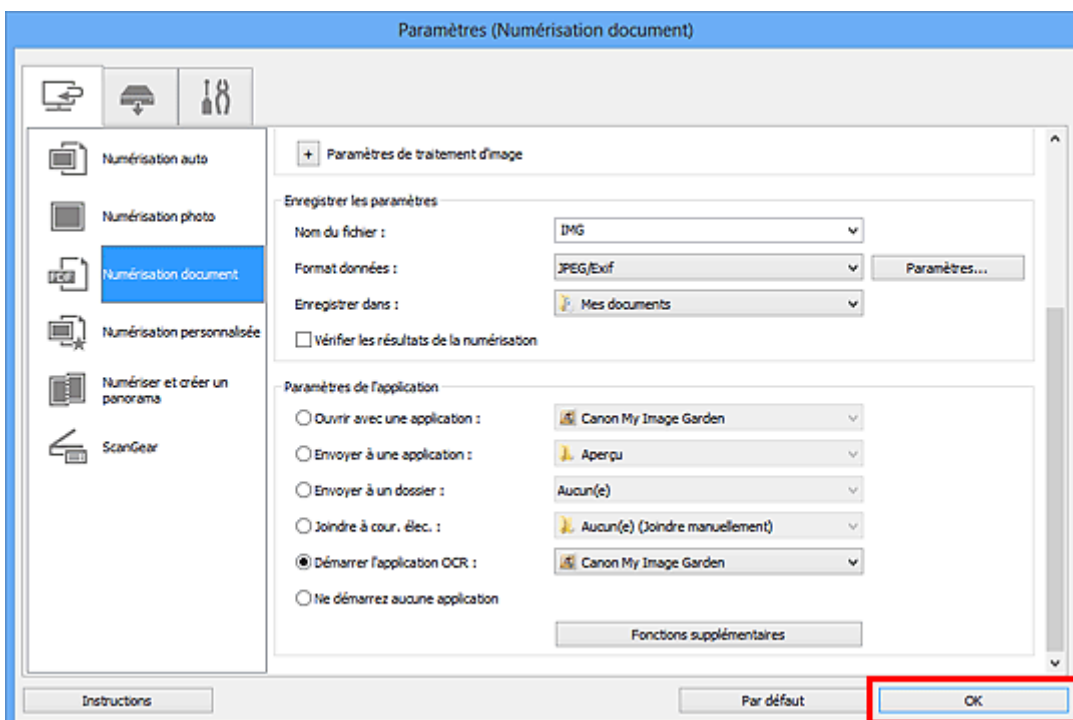 Paramètres (Numérisation document)
Numérisation auto
Numérisation photo
Numérisation document
Numérisation personnalisée
Numériser et créer un
panorama
ScanGear
+ Paramètres de traitement d'image
Enregistrer les paramètres
Nom du fichier : IMG
Format données : JPEG/Exif Paramètres...
Enregistrer dans : Mes documents
Vérifier les résultats de la numérisation
Paramètres de l'application
Ouvrir avec une application : Canon My Image Garden
Envoyer à une application : Aperçu
Envoyer à un dossier : Aucun(e)
Joindre à cour. élec. : Aucun(e) (Joindre manuellement)
Démarrer l'application OCR : Canon My Image Garden
Ne démarrez aucune application
Fonctions supplémentaires
Instructions Par défaut OK